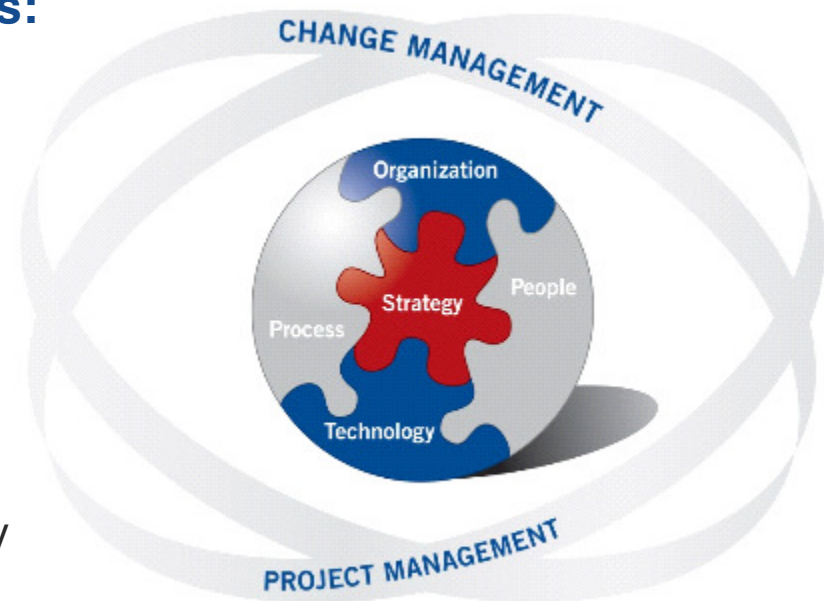 s:
CHANGE MANAGEMENT
Organization
People
Strategy
Process
Technology
y
PROJECT MANAGEMENT